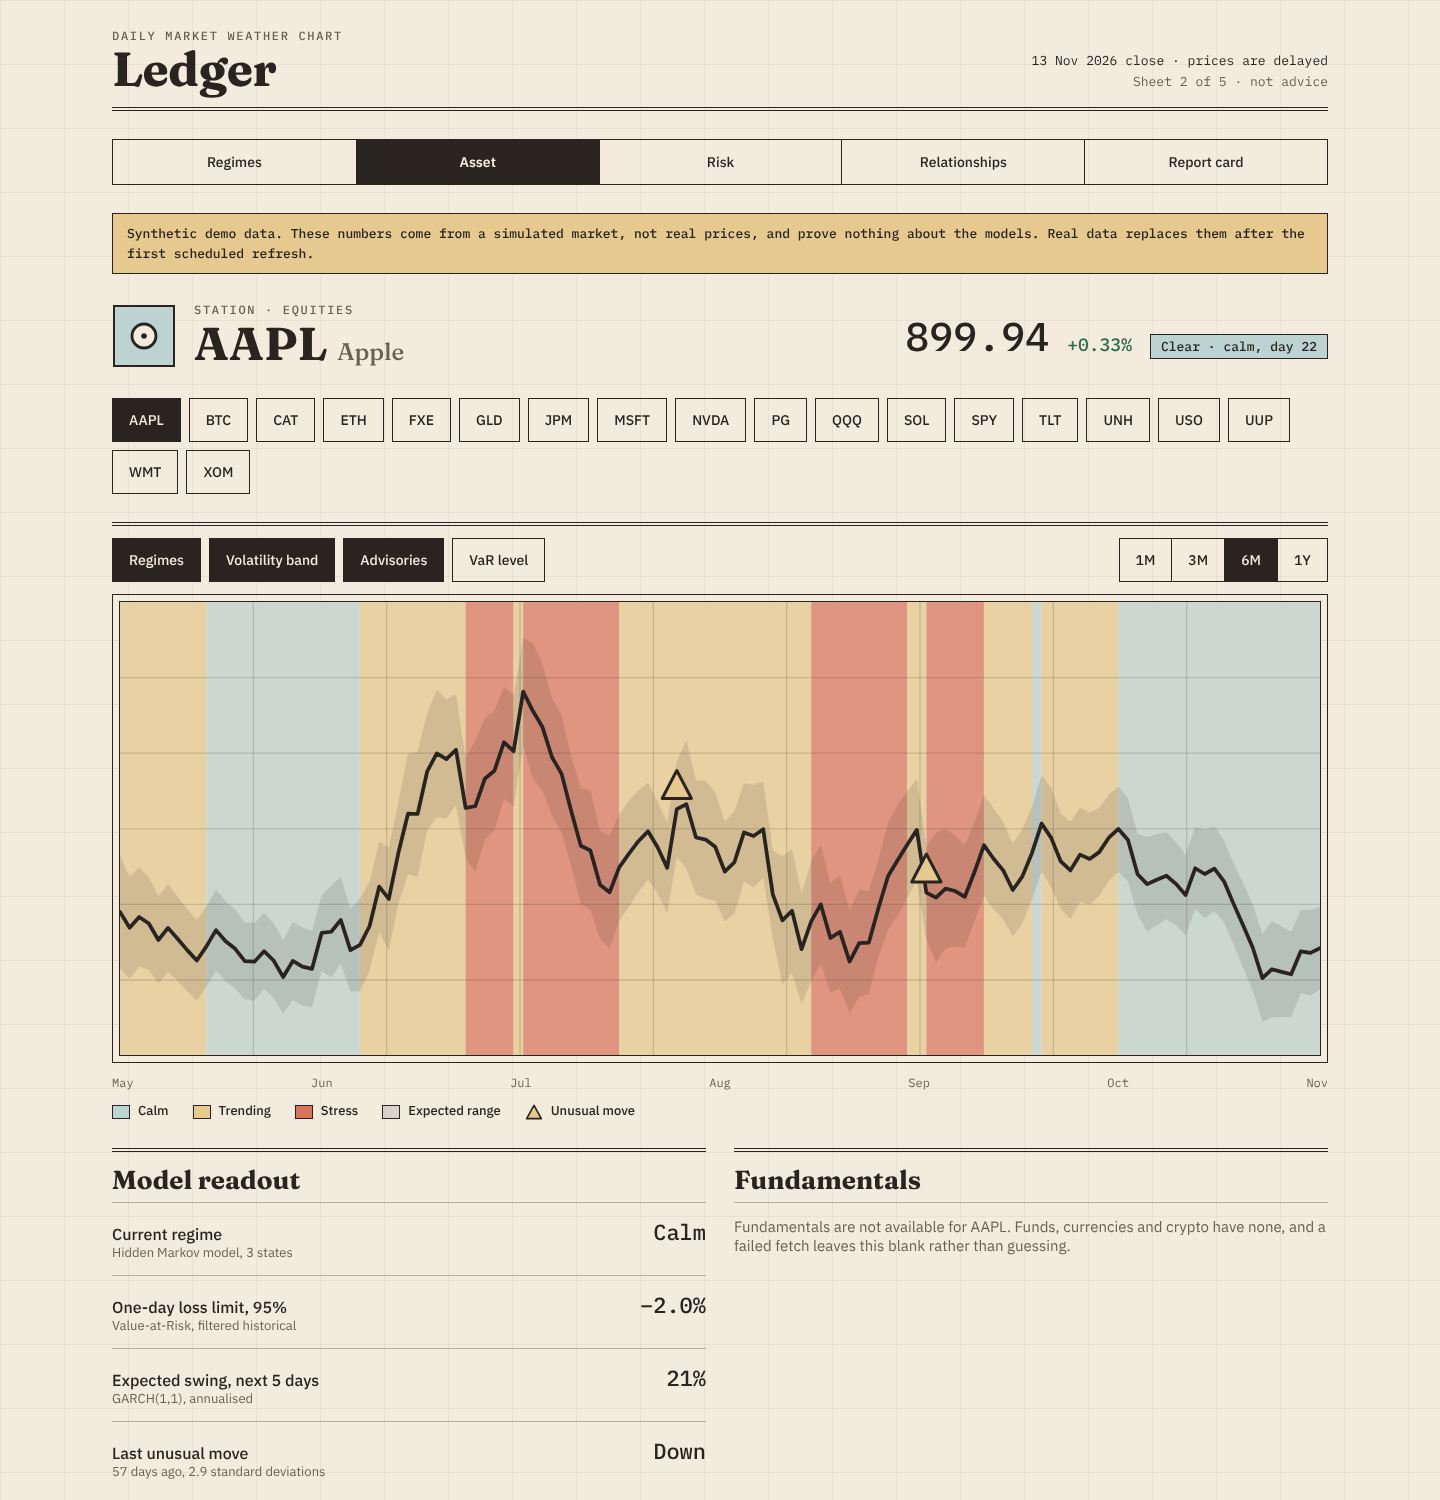 DAILY MARKET WEATHER CHART
Ledger
13 Nov 2026 close · prices are delayed
Sheet 2 of 5 · not advice
Regimes
Asset
Risk
Relationships
Report card
Synthetic demo data. These numbers come from a simulated market, not real prices, and prove nothing about the models. Real data replaces them after the
first scheduled refresh.
STATION · EQUITIES
AAPL Apple
899.94 +0.33% Clear · calm, day 22
AAPL BTC CAT ETH FXE GLD JPM MSFT NVDA PG QQQ SOL SPY TLT UNH USO UUP
WMT XOM
Regimes Volatility band Advisories VaR level
1M 3M 6M 1Y
May Jun Jul Aug Sep Oct Nov
Calm Trending Stress Expected range Unusual move
Model readout
Current regime Calm
Hidden Markov model, 3 states
One-day loss limit, 95% −2.0%
Value-at-Risk, filtered historical
Expected swing, next 5 days 21%
GARCH(1,1), annualised
Last unusual move Down
57 days ago, 2.9 standard deviations
Fundamentals
Fundamentals are not available for AAPL. Funds, currencies and crypto have none, and a
failed fetch leaves this blank rather than guessing.